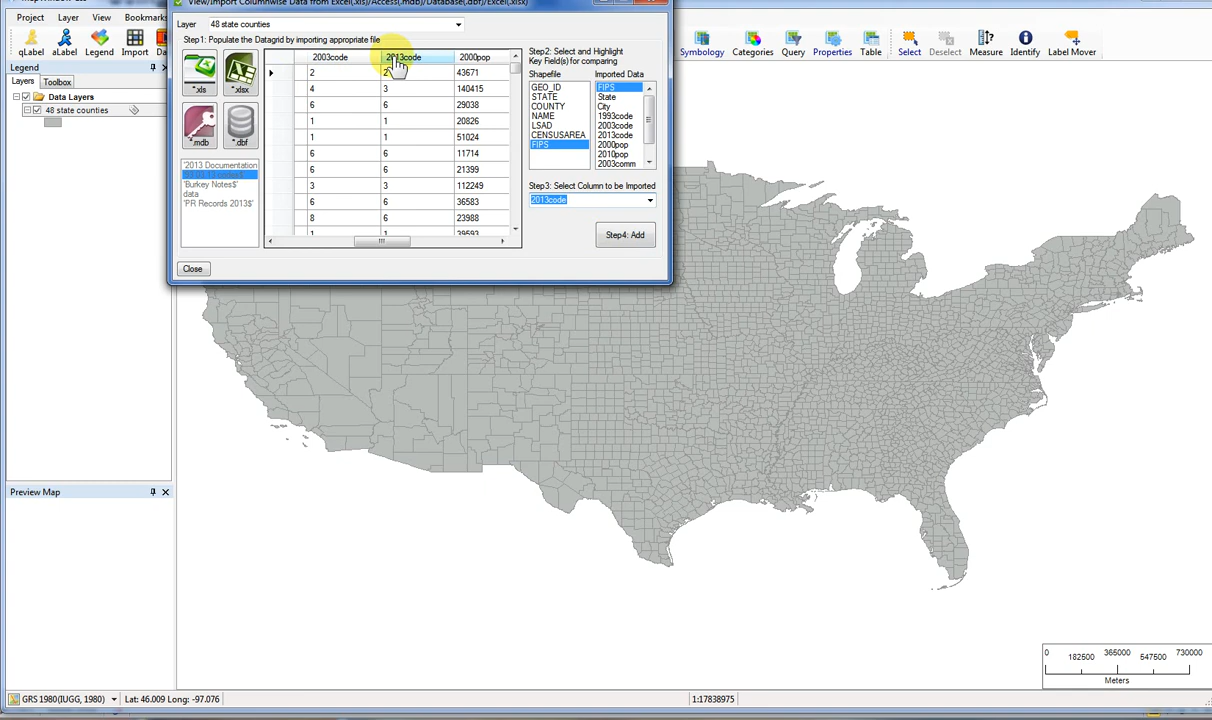 View/Import Columnwise Data from Excel(.xls)/Access(.mdb)/Database(.dbf)/Excel(.xlsx)
Project Layer View Bookmarks
Layer 48 state counties
qLabel aLabel Legend Import
Symbology Categories Query Properties Table Select Deselect Measure Identify Label Mover
Legend
Layers Toolbox
Data Layers
48 state counties
Step1: Populate the Datagrid by importing appropriate file
*.xls *.xlsx
*.mdb *.dbf
'2013 Documentation
'Burkey Notes$'
data
'PR Records 2013$'
2003code 2013code 2000pop
2 2 43671
4 3 140415
6 6 29038
1 1 20826
1 1 51024
6 6 11714
6 6 21399
3 3 112249
6 6 36583
8 6 23988
1 1 39593
Step2: Select and Highlight
Key Field(s) for comparing
Shapefile Imported Data
GEO_ID
STATE
COUNTY
NAME
LSAD
CENSUSAREA
FIPS
FIPS
State
City
1993code
2003code
2013code
2000pop
2010pop
2003comm
Step3: Select Column to be Imported
2013code
Step4: Add
Close
Preview Map
0 182500 365000 547500 730000
Meters
GRS 1980(IUGG, 1980) Lat: 46.009 Long: -97.076 1:17838975